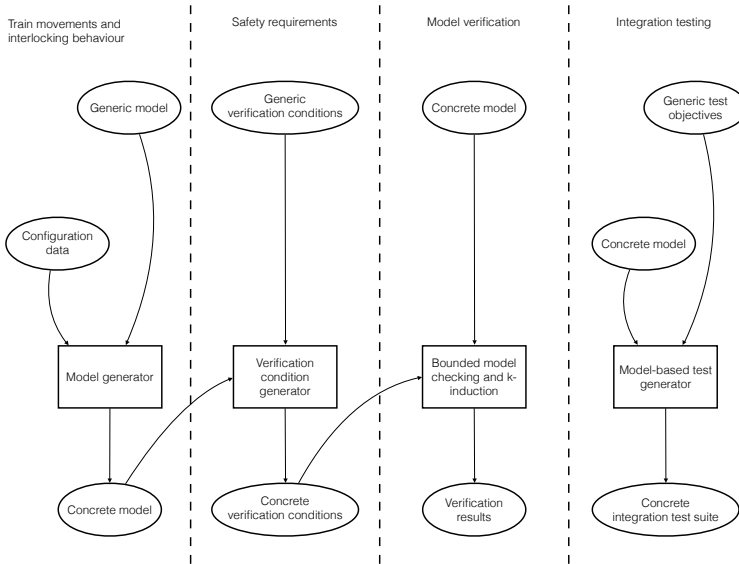 Train movements and
interlocking behaviour
Safety requirements
Model verification
Integration testing
Generic model
Generic
verification conditions
Concrete model
Generic test
objectives
Configuration
data
Concrete model
Model generator
Verification
condition
generator
Bounded model
checking and k-
induction
Model-based test
generator
Concrete model
Concrete
verification conditions
Verification
results
Concrete
integration test suite